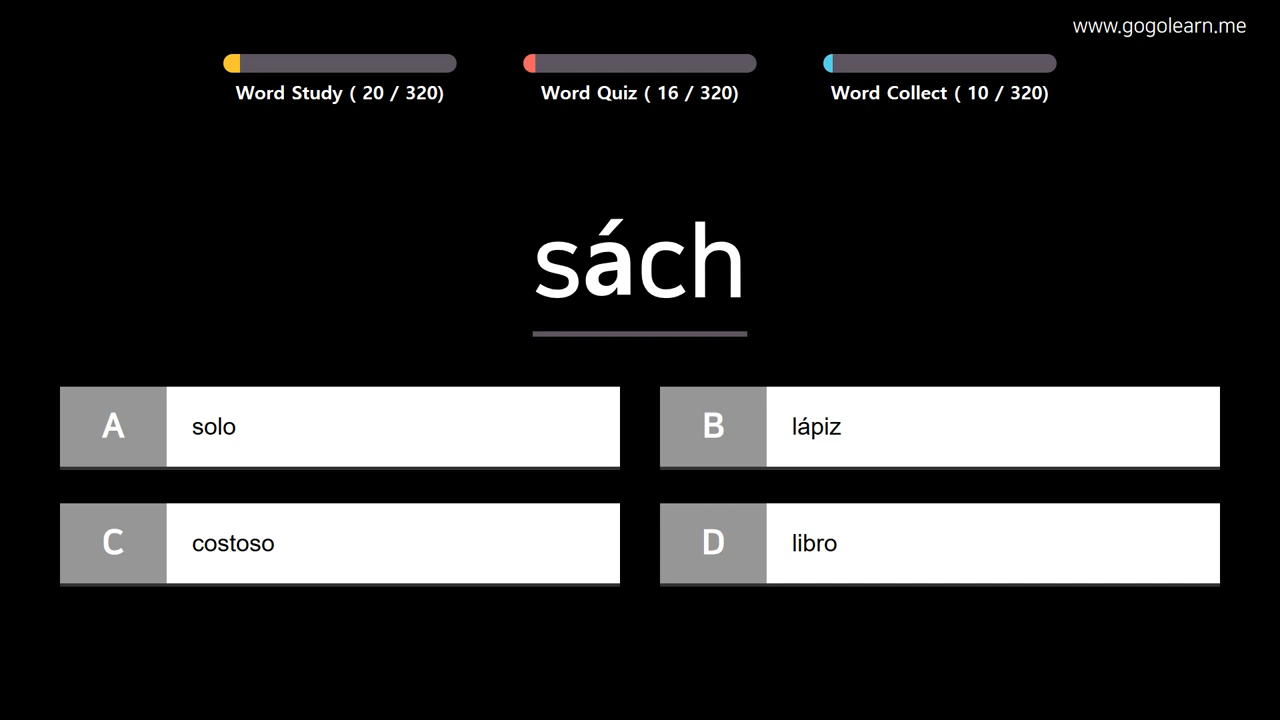 www.gogolearn.me
Word Study ( 20 / 320)
Word Quiz ( 16 / 320)
Word Collect ( 10 / 320)
sách
A solo
B lápiz
C costoso
D libro